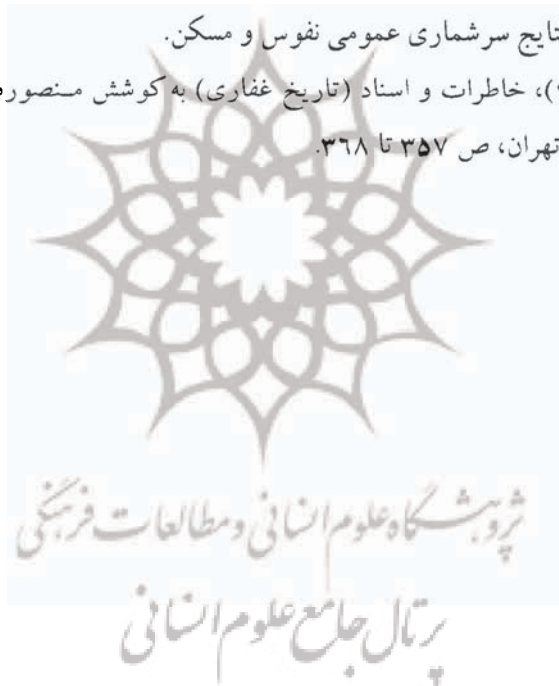 نتایج سرشماری عمومی نفوس و مسکن.
)، خاطرات و اسناد (تاریخ غفاری) به کوشش منصوره
تهران، ص ۳۵۷ تا ۳۶۸.
پژوهشگاه علوم انسانی و مطالعات فرهنگی
پرتال جامع علوم انسانی